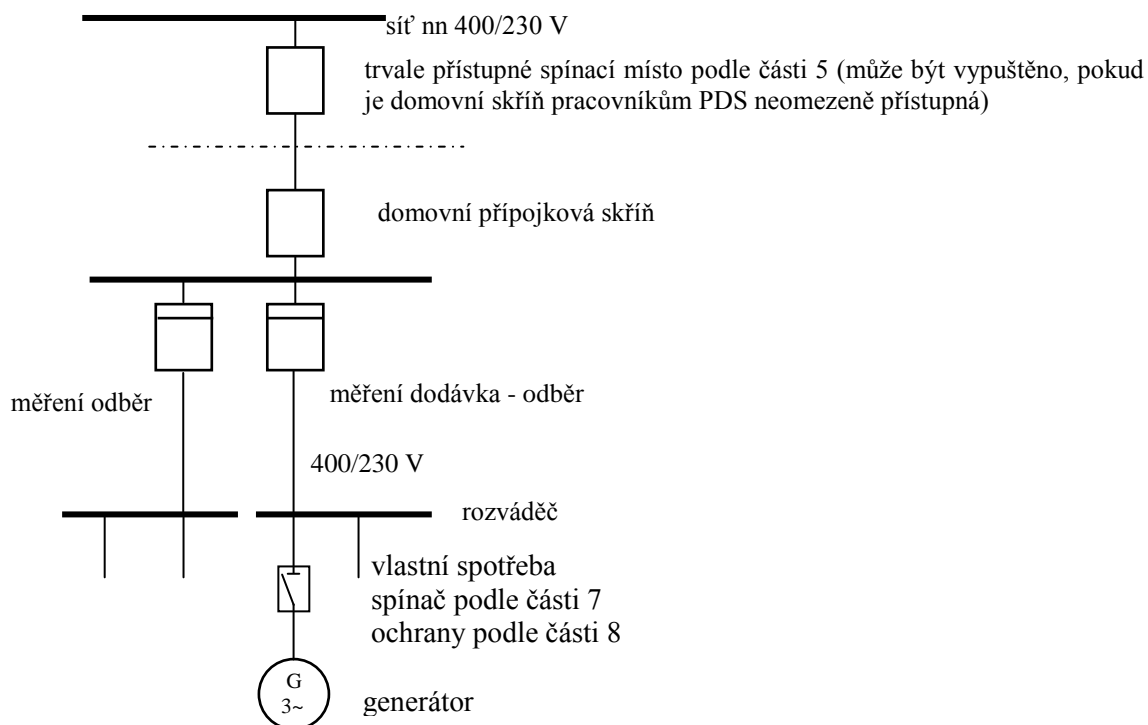 síť nn 400/230 V
trvale přístupné spínací místo podle části 5 (může být vypuštěno, pokud
je domovní skříň pracovníkům PDS neomezeně přístupná)
domovní přípojková skříň
měření odběr
měření dodávka - odběr
400/230 V
rozváděč
vlastní spotřeba
spínač podle části 7
ochrany podle části 8
G
3~
generátor